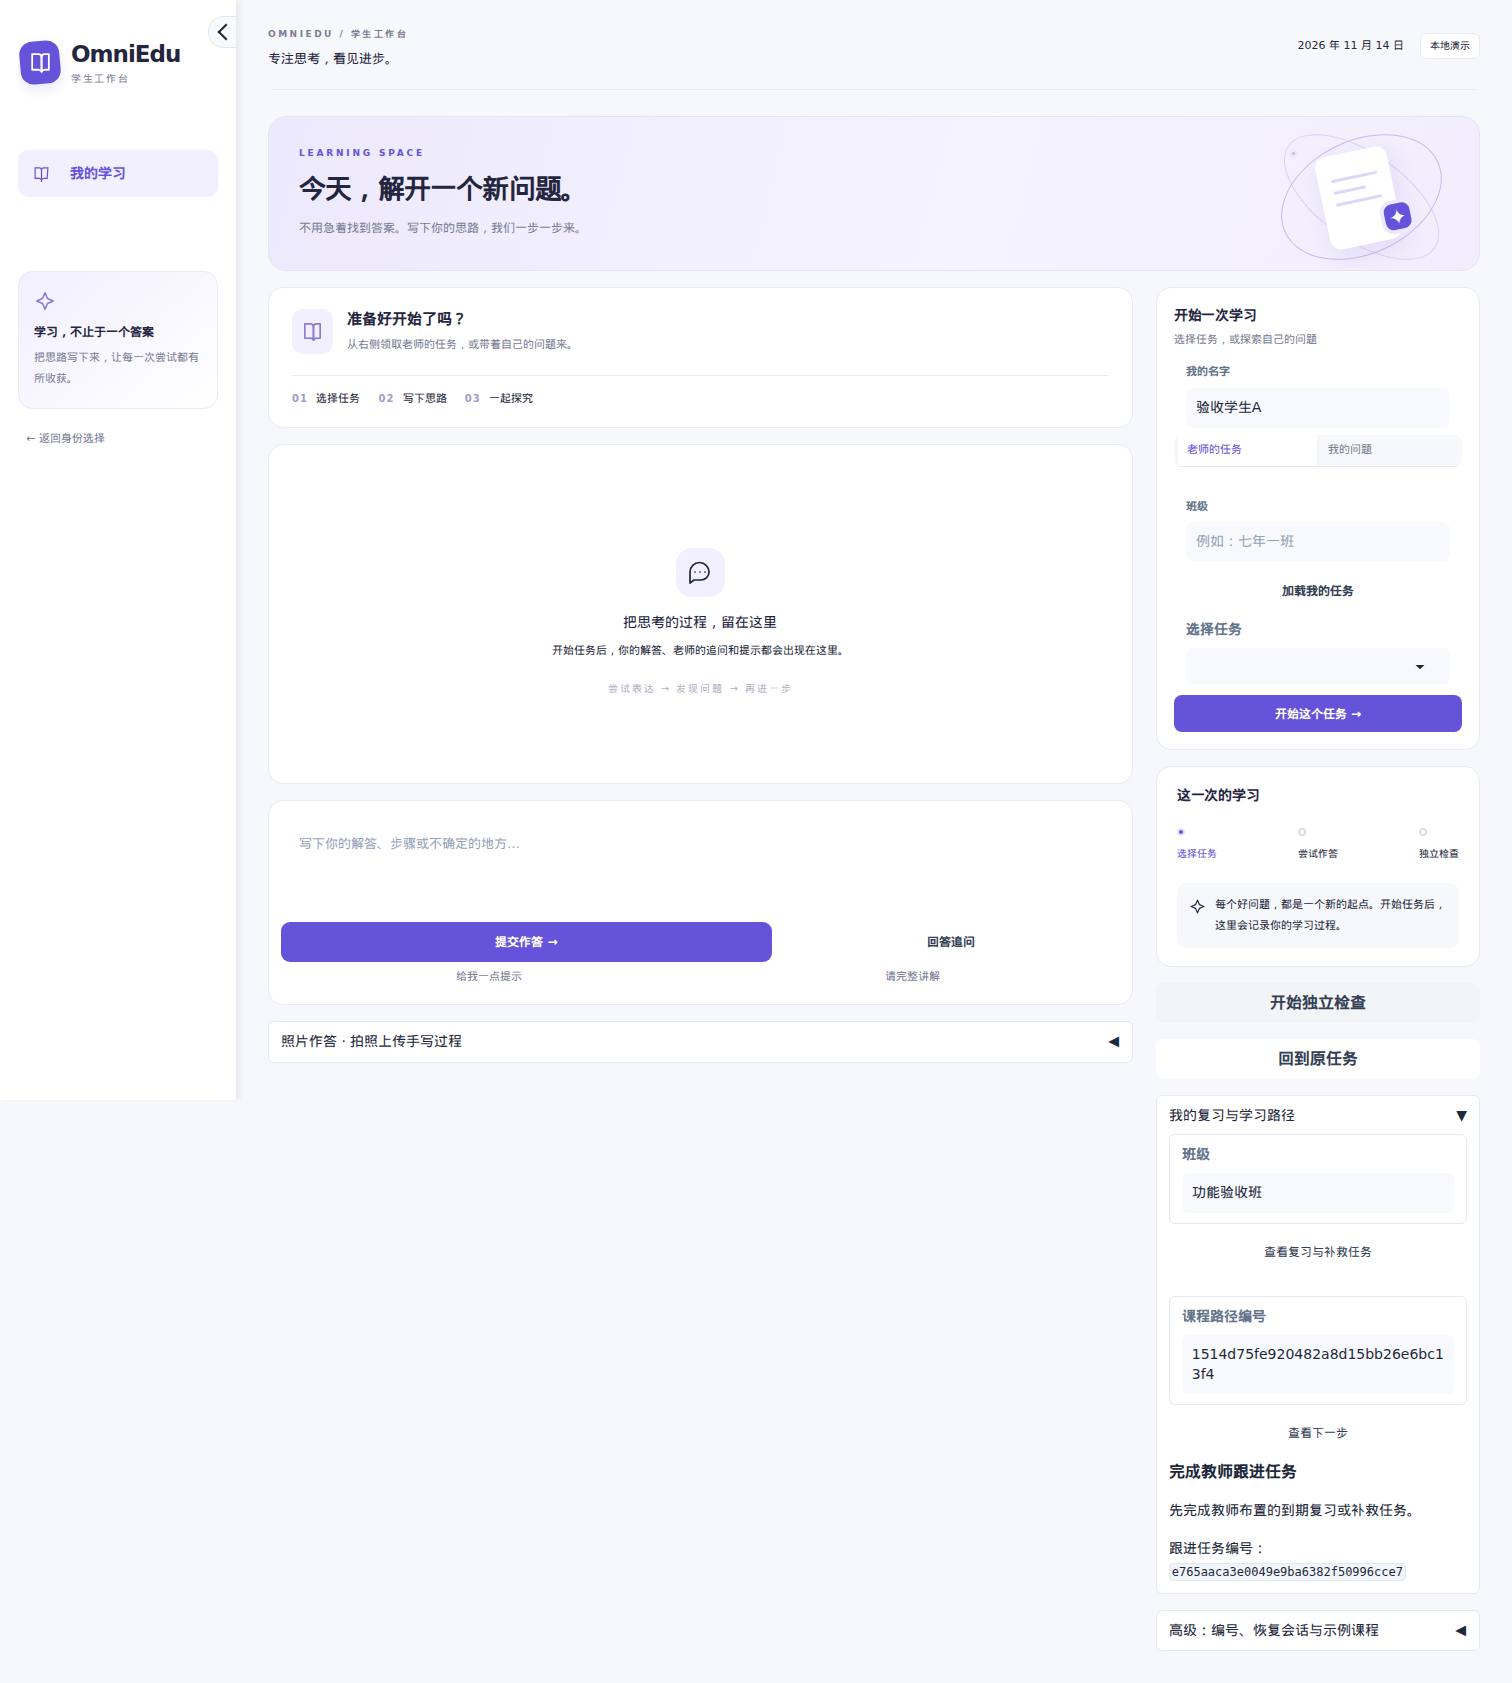 OmniEdu
学生工作台
我的学习
学习，不止于一个答案
把思路写下来，让每一次尝试都有
所收获。
← 返回身份选择
OMNIEDU / 学生工作台
专注思考，看见进步。
2026 年 11 月 14 日
本地演示
LEARNING SPACE
今天，解开一个新问题。
不用急着找到答案。写下你的思路，我们一步一步来。
准备好开始了吗？
从右侧领取老师的任务，或带着自己的问题来。
01 选择任务 02 写下思路 03 一起探究
把思考的过程，留在这里
开始任务后，你的解答、老师的追问和提示都会出现在这里。
尝试表达 → 发现问题 → 再进一步
写下你的解答、步骤或不确定的地方...
提交作答 →
回答追问
给我一点提示
请完整讲解
照片作答 · 拍照上传手写过程
开始一次学习
选择任务，或探索自己的问题
我的名字
验收学生A
老师的任务
我的问题
班级
例如：七年一班
加载我的任务
选择任务
开始这个任务 →
这一次的学习
选择任务
尝试作答
独立检查
每个好问题，都是一个新的起点。开始任务后，
这里会记录你的学习过程。
开始独立检查
回到原任务
我的复习与学习路径
班级
功能验收班
查看复习与补救任务
课程路径编号
1514d75fe920482a8d15bb26e6bc1
3f4
查看下一步
完成教师跟进任务
先完成教师布置的到期复习或补救任务。
跟进任务编号：
e765aaca3e0049e9ba6382f50996cce7
高级：编号、恢复会话与示例课程